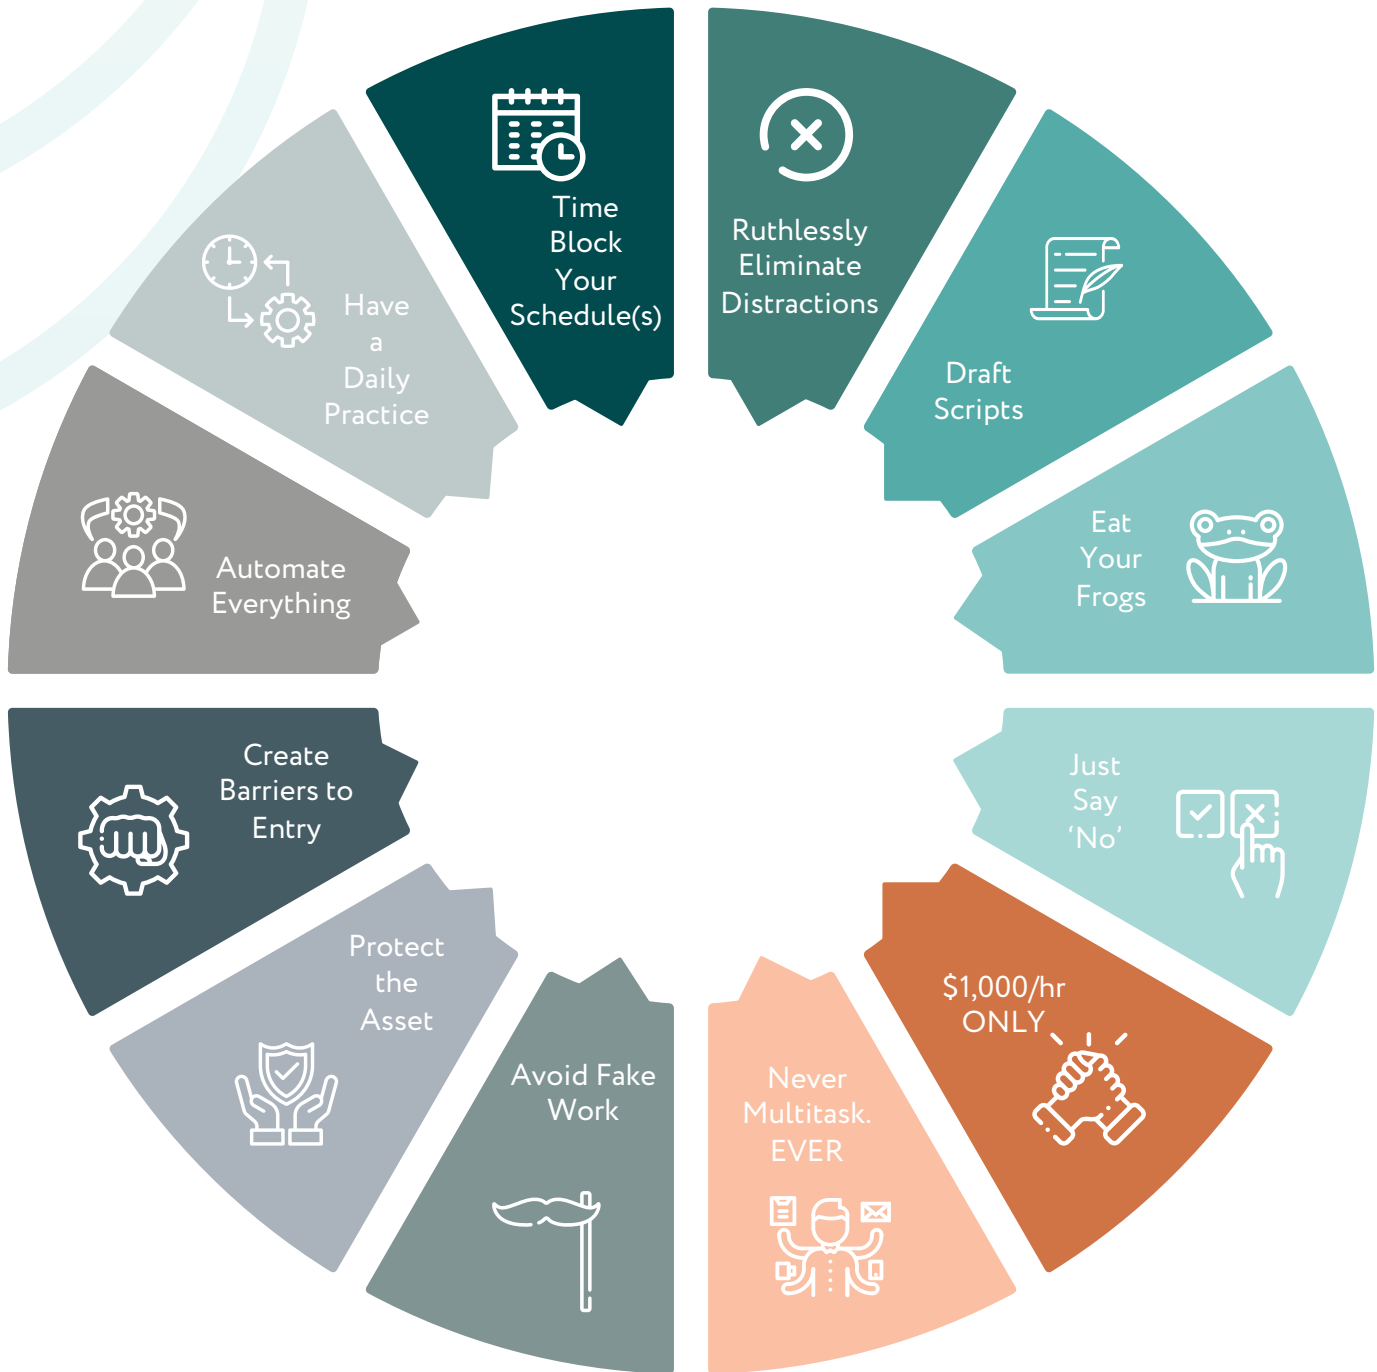 Time
Block
Your
Schedule(s)
Ruthlessly
Eliminate
Distractions
Draft
Scripts
Eat
Your
Frogs
Just
Say
‘No’
$1,000/hr
ONLY
Never
Multitask.
EVER
Avoid Fake
Work
Protect
the
Asset
Create
Barriers to
Entry
Automate
Everything
Have
a
Daily
Practice